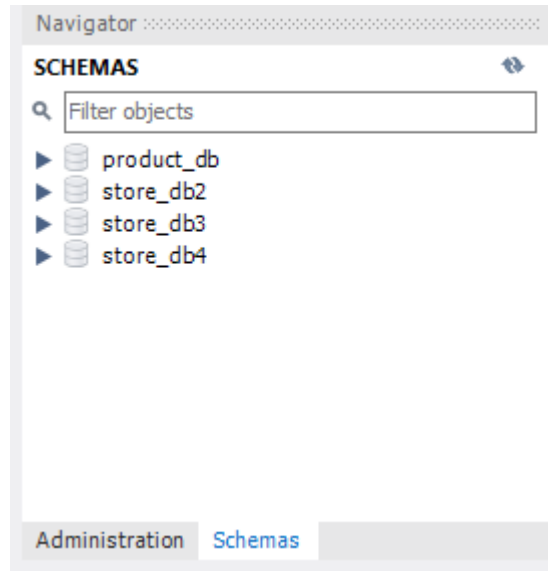 Navigator
SCHEMAS
Filter objects
product_db
store_db2
store_db3
store_db4
Administration Schemas